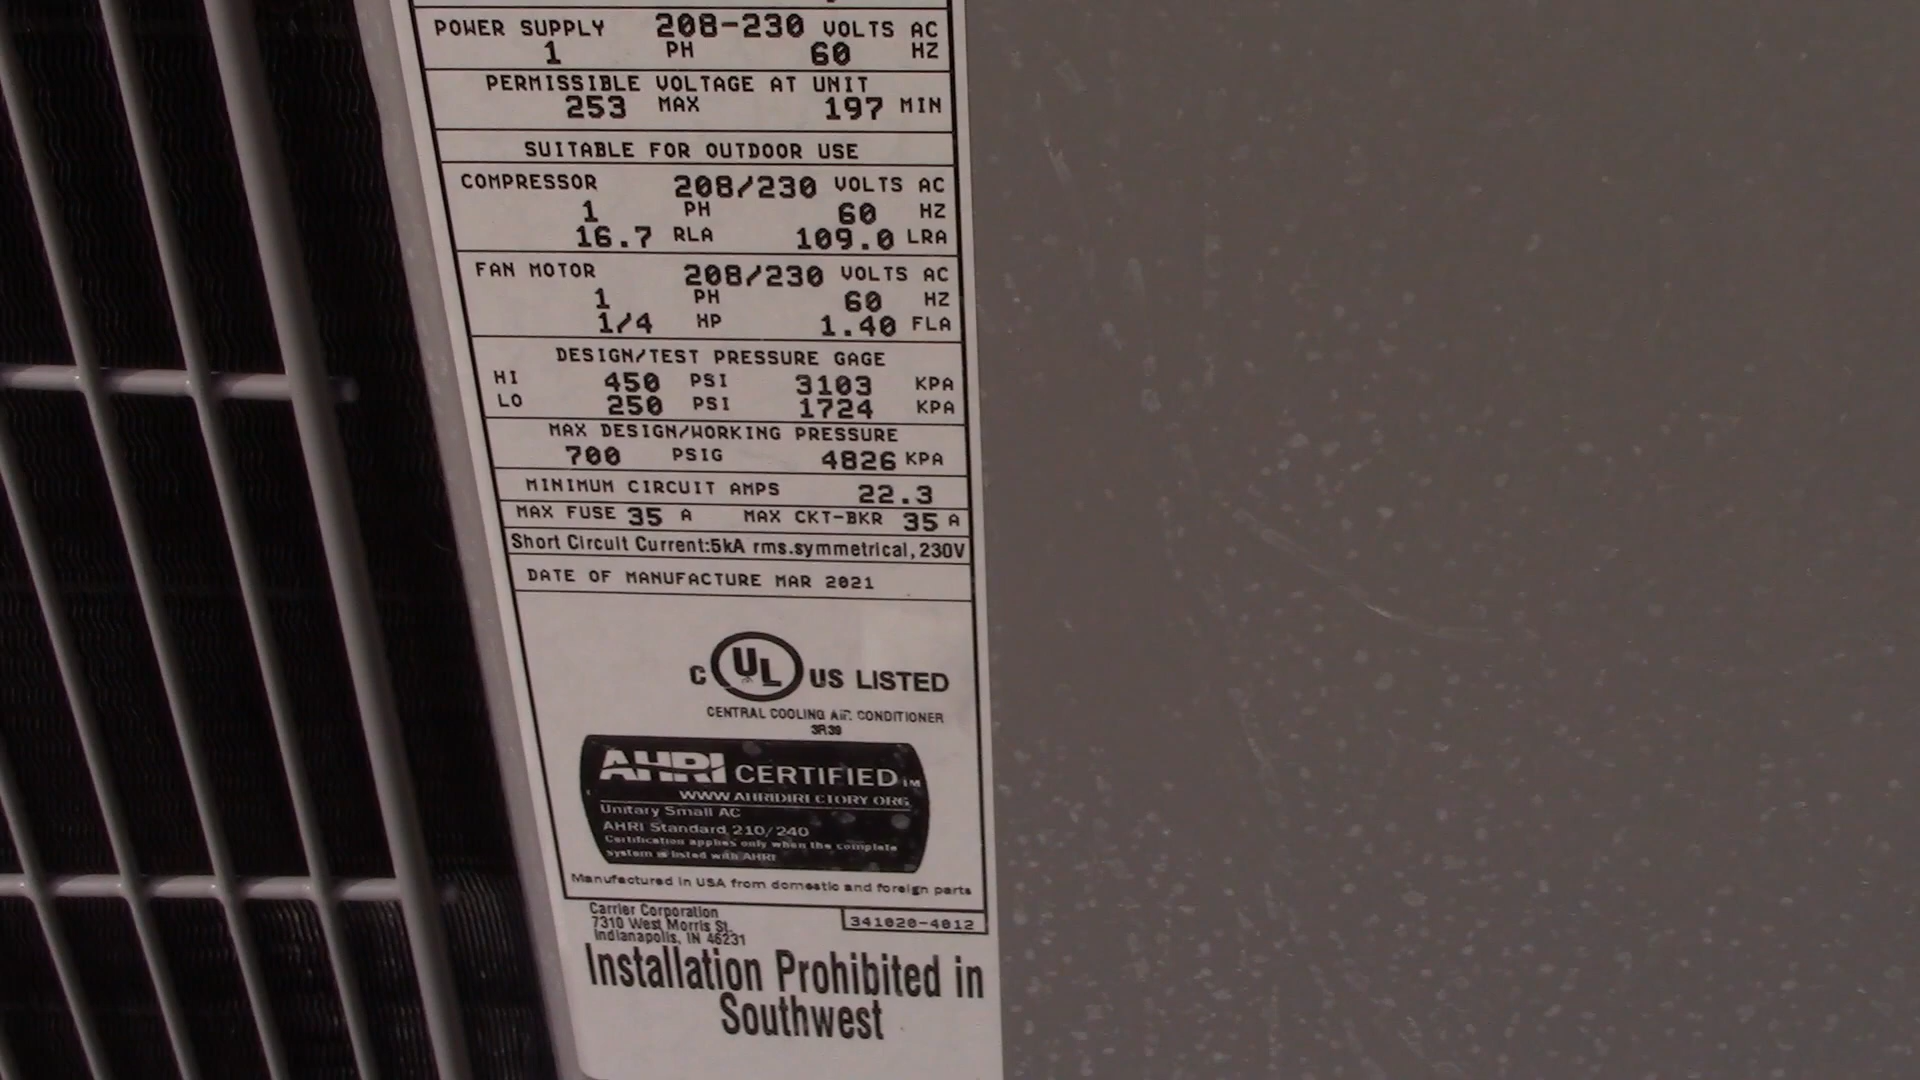 POWER SUPPLY 208-230 VOLTS AC
1 PH 60 HZ
PERMISSIBLE VOLTAGE AT UNIT
253 MAX 197 MIN
SUITABLE FOR OUTDOOR USE
COMPRESSOR 208/230 VOLTS AC
1 PH 60 HZ
16.7 RLA 109.0 LRA
FAN MOTOR 208/230 VOLTS AC
1 PH 60 HZ
1/4 HP 1.40 FLA
DESIGN/TEST PRESSURE GAGE
HI 450 PSI 3103 KPA
LO 250 PSI 1724 KPA
MAX DESIGN/WORKING PRESSURE
700 PSIG 4826 KPA
MINIMUM CIRCUIT AMPS 22.3
MAX FUSE 35 A MAX CKT-BKR 35 A
Short Circuit Current:5kA rms.symmetrical, 230V
DATE OF MANUFACTURE MAR 2021
C UL US LISTED
CENTRAL COOLING AIR CONDITIONER
3R39
AHRI CERTIFIED TM
WWW.AHRIDIRECTORY.ORG
Unitary Small AC
AHRI Standard 210/240
Certification applies only when the complete
system is listed with AHRI
Manufactured in USA from domestic and foreign parts
Carrier Corporation
7310 West Morris St.
Indianapolis, IN 46231
341020-4012
Installation Prohibited in
Southwest